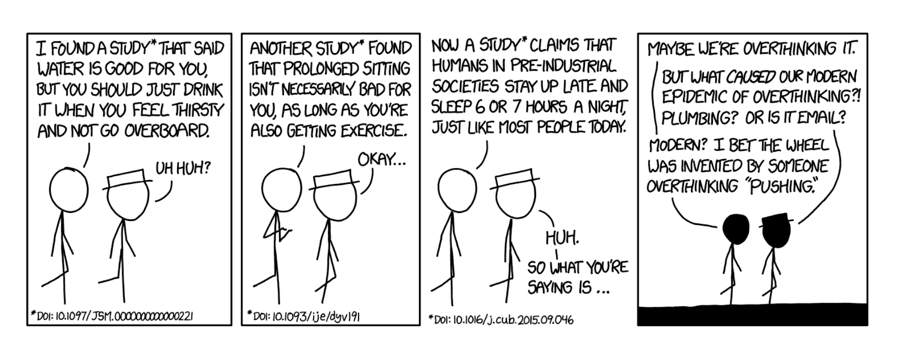 I FOUND A STUDY* THAT SAID
WATER IS GOOD FOR YOU,
BUT YOU SHOULD JUST DRINK
IT WHEN YOU FEEL THIRSTY
AND NOT GO OVERBOARD.
UH HUH?
*DOI: 10.1097/JSM.0000000000000221
ANOTHER STUDY* FOUND
THAT PROLONGED SITTING
ISN'T NECESSARILY BAD FOR
YOU, AS LONG AS YOU'RE
ALSO GETTING EXERCISE.
OKAY...
*DOI: 10.1093/ije/dyv191
NOW A STUDY* CLAIMS THAT
HUMANS IN PRE-INDUSTRIAL
SOCIETIES STAY UP LATE AND
SLEEP 6 OR 7 HOURS A NIGHT,
JUST LIKE MOST PEOPLE TODAY.
HUH.
SO WHAT YOU'RE
SAYING IS ...
*DOI: 10.1016/j.cub.2015.09.046
MAYBE WE'RE OVERTHINKING IT.
BUT WHAT CAUSED OUR MODERN
EPIDEMIC OF OVERTHINKING?!
PLUMBING? OR IS IT EMAIL?
MODERN? I BET THE WHEEL
WAS INVENTED BY SOMEONE
OVERTHINKING "PUSHING."